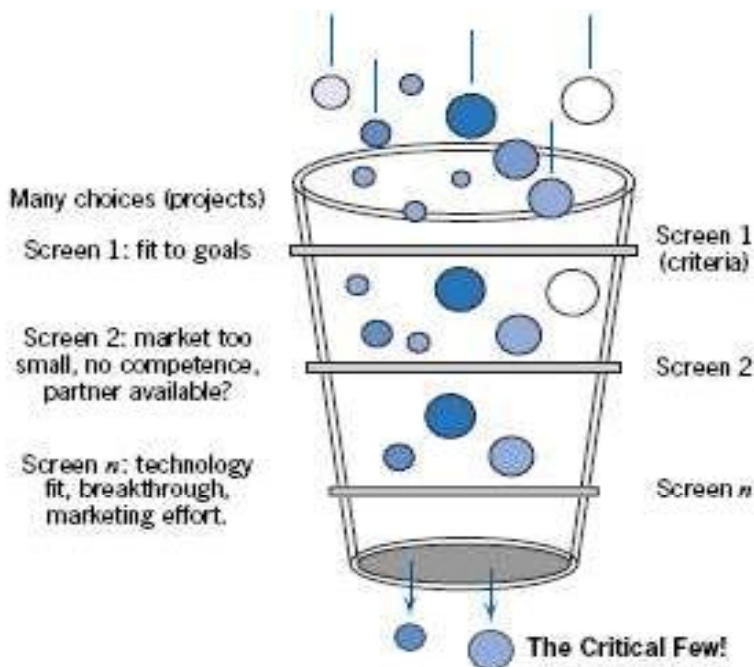 Many choices (projects)
Screen 1: fit to goals
Screen 1
(criteria)
Screen 2: market too
small, no competence,
partner available?
Screen 2
Screen n: technology
fit, breakthrough,
marketing effort.
Screen n
The Critical Few!